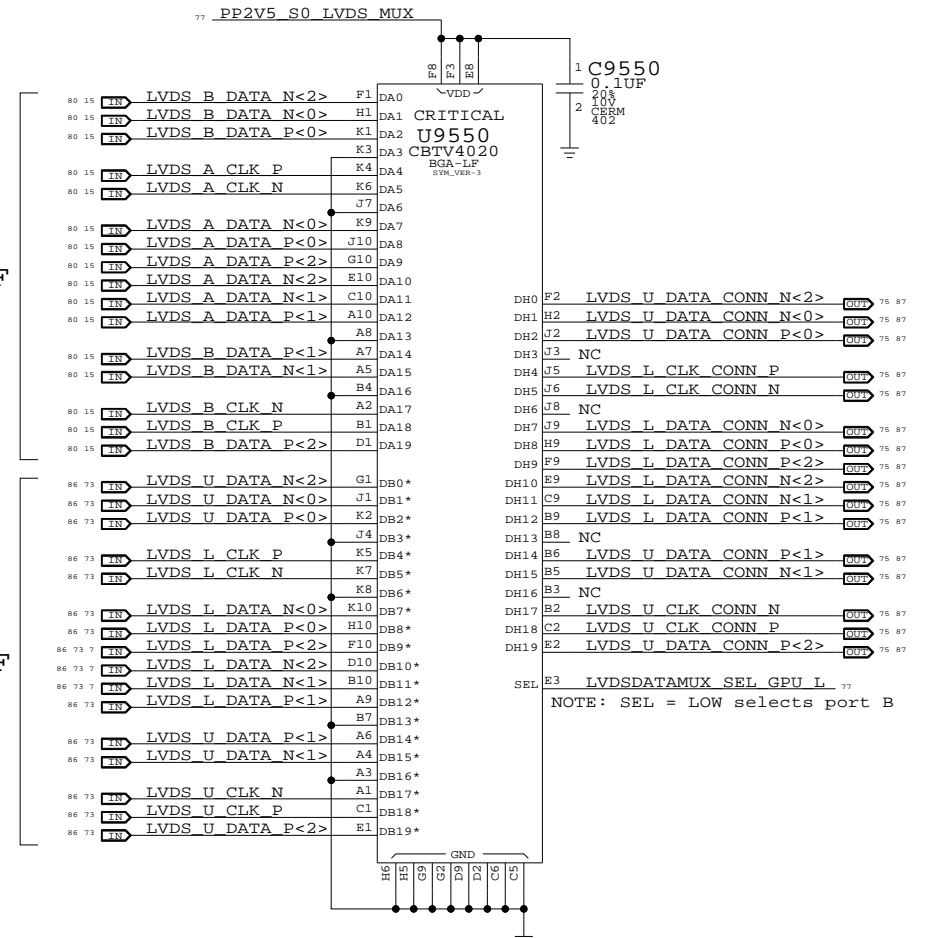 77 PP2V5_S0_LVDS_MUX
F8 F3 E8
VDD
1 C9550
0.1UF
20%
10V
2 CERM
402
CRITICAL
U9550
CBTV4020
BGA-LF
SYM_VER-3
80 15 IN LVDS_B_DATA_N<2> F1 DA0
80 15 IN LVDS_B_DATA_N<0> H1 DA1
80 15 IN LVDS_B_DATA_P<0> K1 DA2
K3 DA3
80 15 IN LVDS_A_CLK_P K4 DA4
80 15 IN LVDS_A_CLK_N K6 DA5
J7 DA6
80 15 IN LVDS_A_DATA_N<0> K9 DA7
80 15 IN LVDS_A_DATA_P<0> J10 DA8
80 15 IN LVDS_A_DATA_P<2> G10 DA9
80 15 IN LVDS_A_DATA_N<2> E10 DA10
80 15 IN LVDS_A_DATA_N<1> C10 DA11
80 15 IN LVDS_A_DATA_P<1> A10 DA12
A8 DA13
80 15 IN LVDS_B_DATA_P<1> A7 DA14
80 15 IN LVDS_B_DATA_N<1> A5 DA15
B4 DA16
80 15 IN LVDS_B_CLK_N A2 DA17
80 15 IN LVDS_B_CLK_P B1 DA18
80 15 IN LVDS_B_DATA_P<2> D1 DA19
86 73 IN LVDS_U_DATA_N<2> G1 DB0*
86 73 IN LVDS_U_DATA_N<0> J1 DB1*
86 73 IN LVDS_U_DATA_P<0> K2 DB2*
J4 DB3*
86 73 IN LVDS_L_CLK_P K5 DB4*
86 73 IN LVDS_L_CLK_N K7 DB5*
K8 DB6*
86 73 IN LVDS_L_DATA_N<0> K10 DB7*
86 73 IN LVDS_L_DATA_P<0> H10 DB8*
86 73 7 IN LVDS_L_DATA_P<2> F10 DB9*
86 73 7 IN LVDS_L_DATA_N<2> D10 DB10*
86 73 7 IN LVDS_L_DATA_N<1> B10 DB11*
86 73 IN LVDS_L_DATA_P<1> A9 DB12*
B7 DB13*
86 73 IN LVDS_U_DATA_P<1> A6 DB14*
86 73 IN LVDS_U_DATA_N<1> A4 DB15*
A3 DB16*
86 73 IN LVDS_U_CLK_N A1 DB17*
86 73 IN LVDS_U_CLK_P C1 DB18*
86 73 IN LVDS_U_DATA_P<2> E1 DB19*
DH0 F2 LVDS_U_DATA_CONN_N<2> OUT 75 87
DH1 H2 LVDS_U_DATA_CONN_N<0> OUT 75 87
DH2 J2 LVDS_U_DATA_CONN_P<0> OUT 75 87
DH3 J3 NC
DH4 J5 LVDS_L_CLK_CONN_P OUT 75 87
DH5 J6 LVDS_L_CLK_CONN_N OUT 75 87
DH6 J8 NC
DH7 J9 LVDS_L_DATA_CONN_N<0> OUT 75 87
DH8 H9 LVDS_L_DATA_CONN_P<0> OUT 75 87
DH9 F9 LVDS_L_DATA_CONN_P<2> OUT 75 87
DH10 E9 LVDS_L_DATA_CONN_N<2> OUT 75 87
DH11 C9 LVDS_L_DATA_CONN_N<1> OUT 75 87
DH12 B9 LVDS_L_DATA_CONN_P<1> OUT 75 87
DH13 B8 NC
DH14 B6 LVDS_U_DATA_CONN_P<1> OUT 75 87
DH15 B5 LVDS_U_DATA_CONN_N<1> OUT 75 87
DH16 B3 NC
DH17 B2 LVDS_U_CLK_CONN_N OUT 75 87
DH18 C2 LVDS_U_CLK_CONN_P OUT 75 87
DH19 E2 LVDS_U_DATA_CONN_P<2> OUT 75 87
SEL E3 LVDSDATAMUX_SEL_GPU_L 77
NOTE: SEL = LOW selects port B
GND
H6 H5 G9 G2 D9 D2 C6 C5